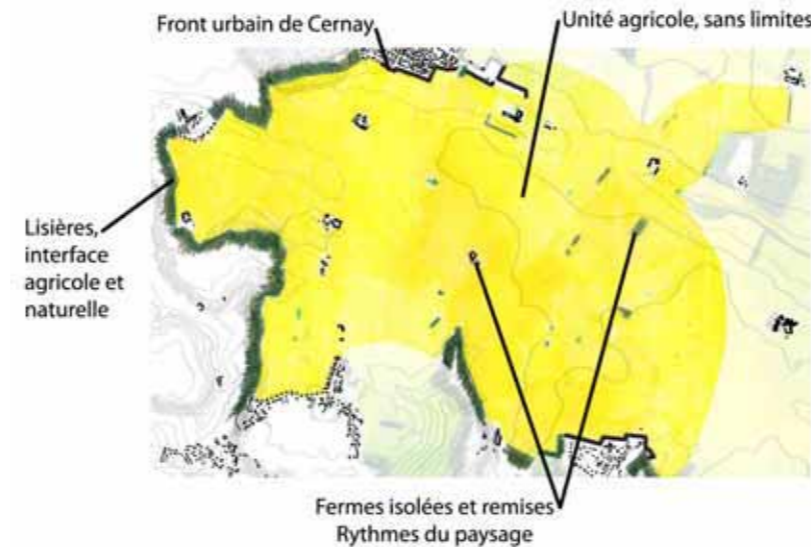 Front urbain de Cernay
Unité agricole, sans limites
Lisières,
interface
agricole et
naturelle
Fermes isolées et remises
Rythmes du paysage